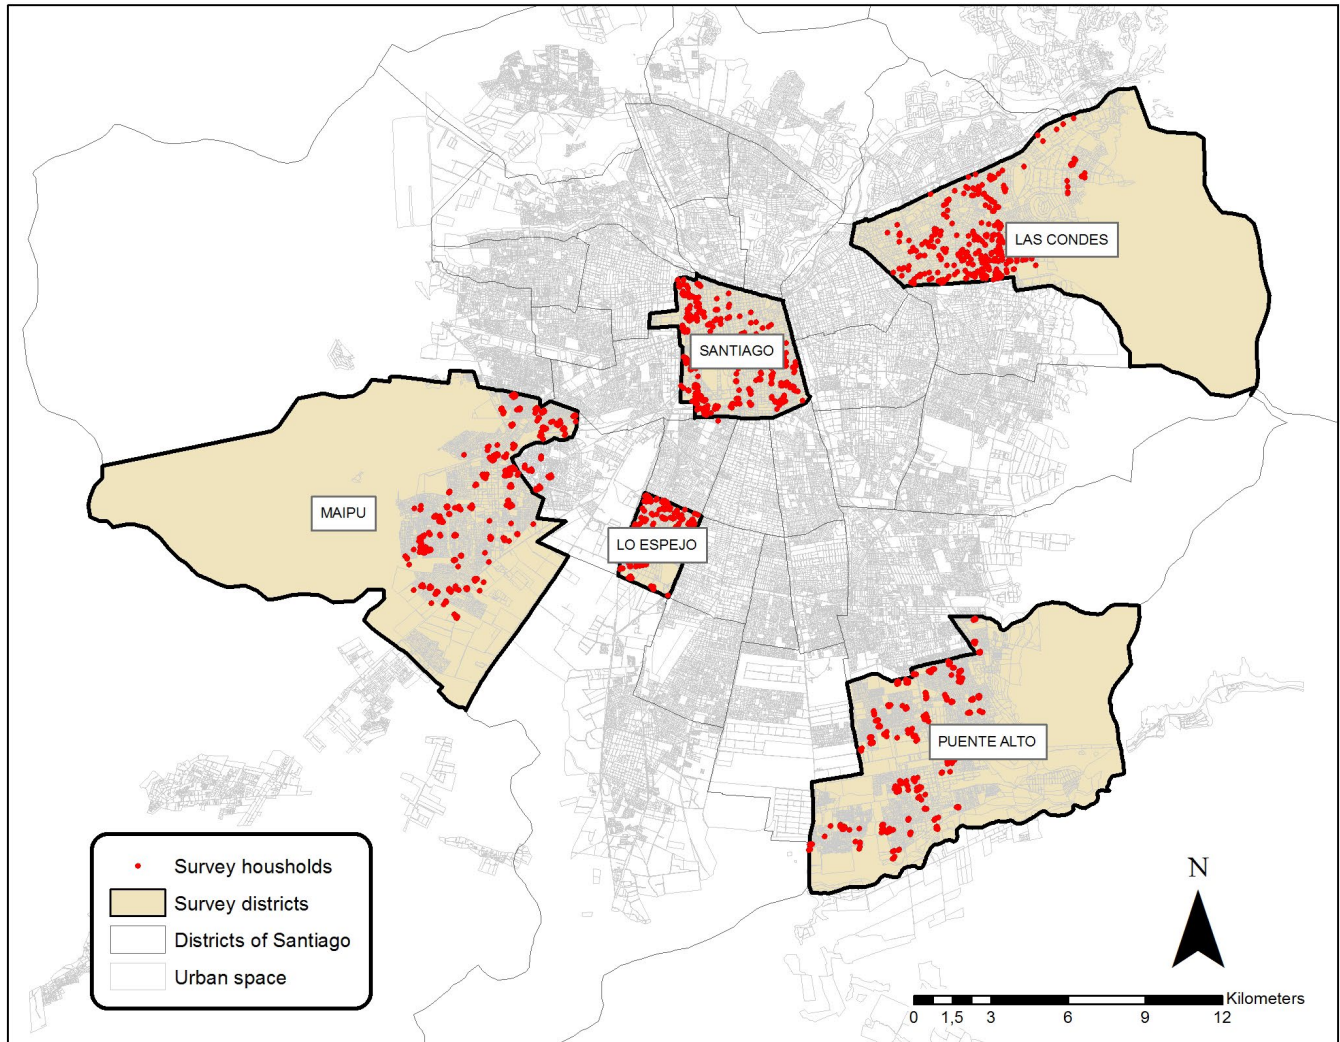 LAS CONDES
SANTIAGO
MAIPU
LO ESPEJO
PUENTE ALTO
Survey housholds
Survey districts
Districts of Santiago
Urban space
N
Kilometers
0 1,5 3 6 9 12